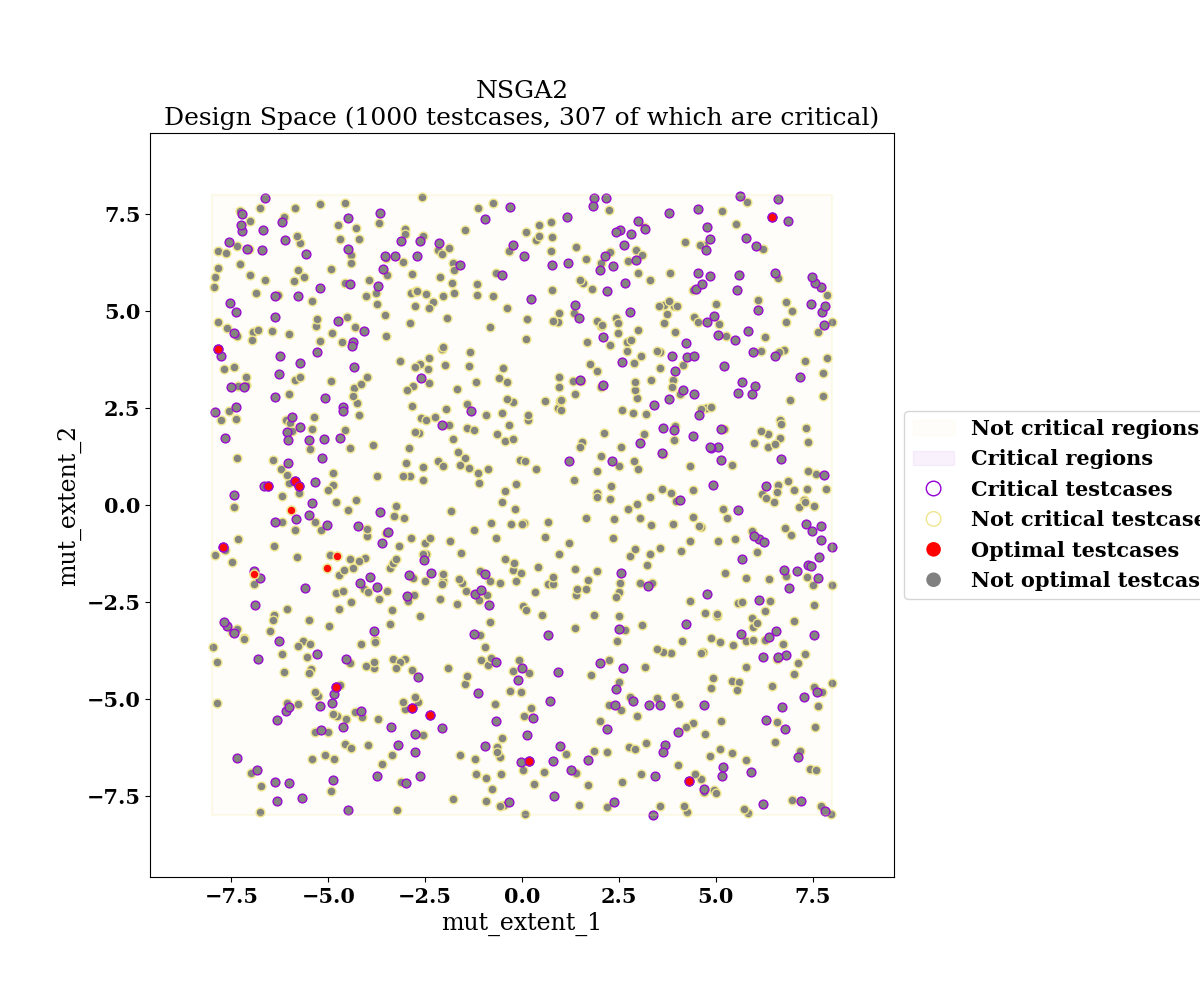 NSGA2
Design Space (1000 testcases, 307 of which are critical)
7.5
5.0
2.5
0.0
−2.5
−5.0
−7.5
mut_extent_2
−7.5 −5.0 −2.5 0.0 2.5 5.0 7.5
mut_extent_1
Not critical regions
Critical regions
Critical testcases
Not critical testcase
Optimal testcases
Not optimal testcas